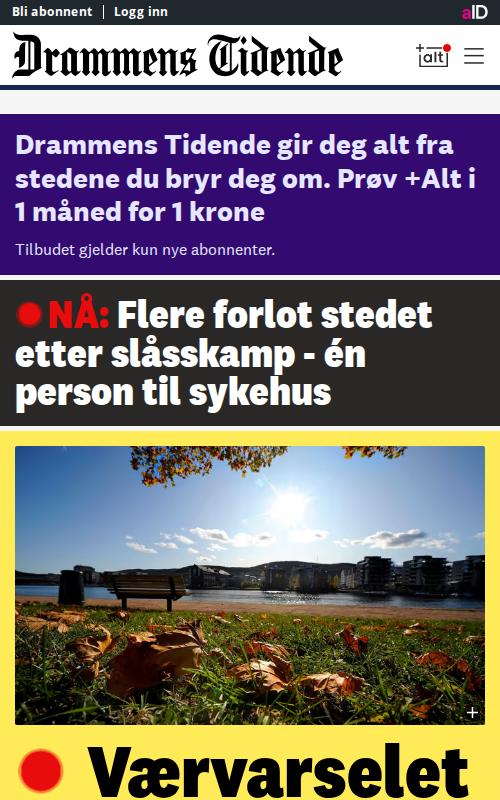 Bli abonnent | Logg inn
aID
Drammens Tidende
+alt
Drammens Tidende gir deg alt fra
stedene du bryr deg om. Prøv +Alt i
1 måned for 1 krone
Tilbudet gjelder kun nye abonnenter.
NÅ: Flere forlot stedet
etter slåsskamp - én
person til sykehus
+
Værvarselet